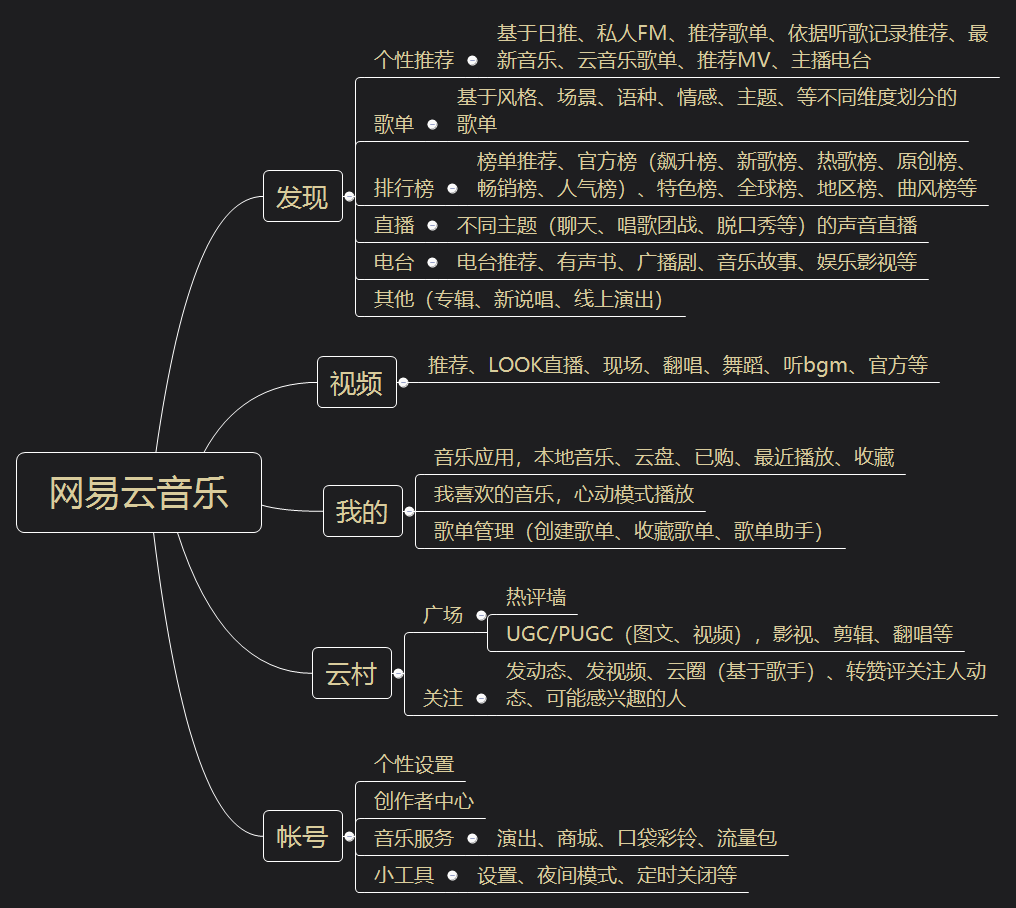 网易云音乐
发现
个性推荐
基于日推、私人FM、推荐歌单、依据听歌记录推荐、最
新音乐、云音乐歌单、推荐MV、主播电台
歌单
基于风格、场景、语种、情感、主题、等不同维度划分的
歌单
排行榜
榜单推荐、官方榜（飙升榜、新歌榜、热歌榜、原创榜、
畅销榜、人气榜）、特色榜、全球榜、地区榜、曲风榜等
直播
不同主题（聊天、唱歌团战、脱口秀等）的声音直播
电台
电台推荐、有声书、广播剧、音乐故事、娱乐影视等
其他（专辑、新说唱、线上演出）
视频
推荐、LOOK直播、现场、翻唱、舞蹈、听bgm、官方等
我的
音乐应用，本地音乐、云盘、已购、最近播放、收藏
我喜欢的音乐，心动模式播放
歌单管理（创建歌单、收藏歌单、歌单助手）
云村
广场
热评墙
UGC/PUGC（图文、视频），影视、剪辑、翻唱等
关注
发动态、发视频、云圈（基于歌手）、转赞评关注人动
态、可能感兴趣的人
帐号
个性设置
创作者中心
音乐服务
演出、商城、口袋彩铃、流量包
小工具
设置、夜间模式、定时关闭等